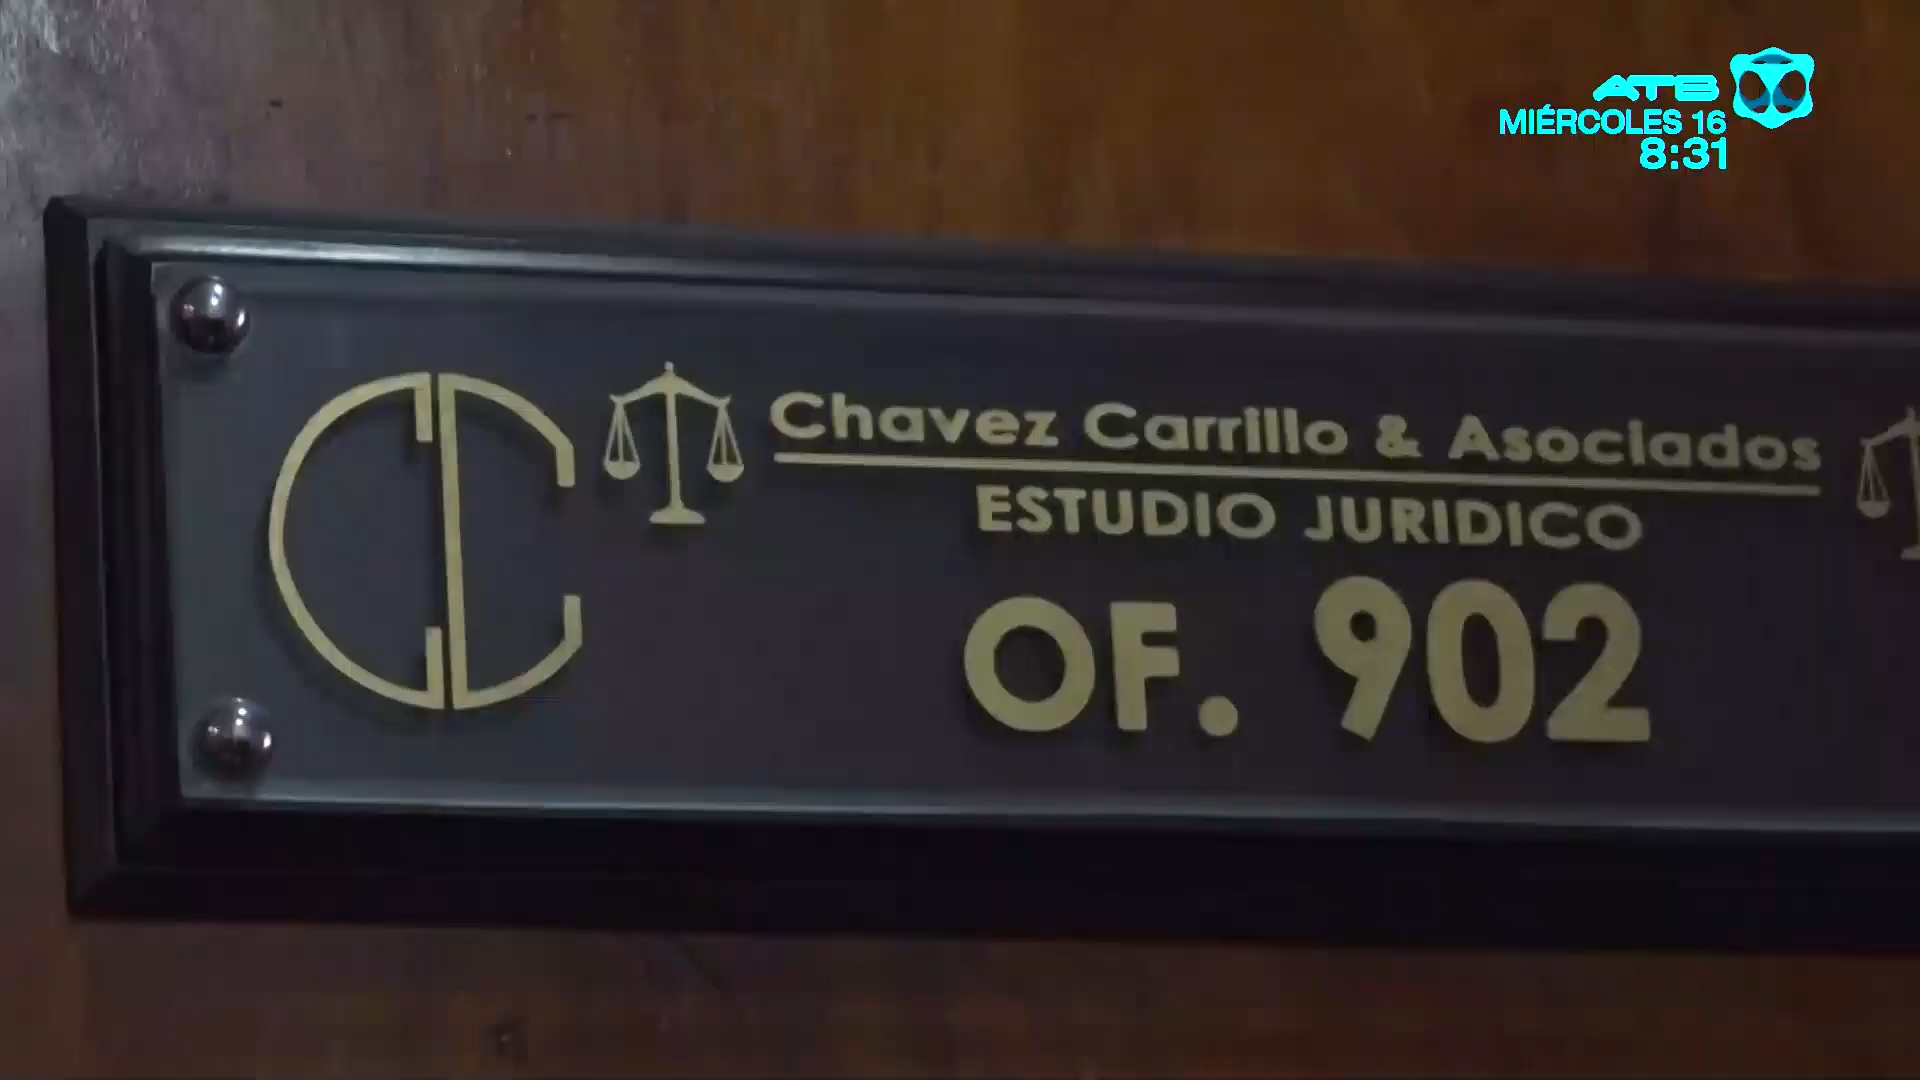 ATB
MIÉRCOLES 16
8:31
CC
Chavez Carrillo & Asociados
ESTUDIO JURIDICO
OF. 902